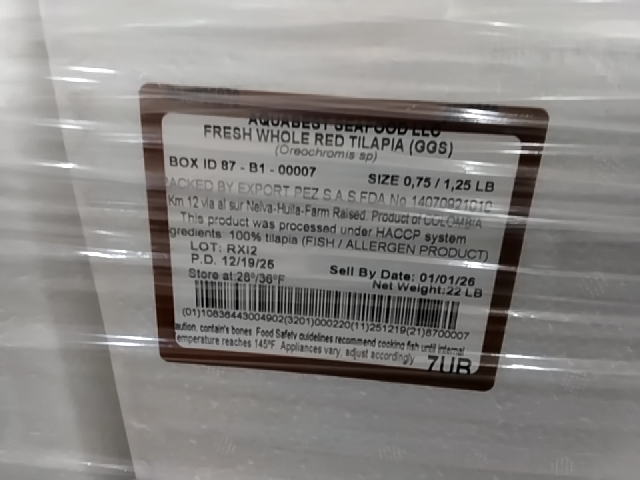 AQUABEST SEAFOOD LLC
FRESH WHOLE RED TILAPIA (GGS)
(Oreochromis sp)
BOX ID 87 - B1 - 00007
SIZE 0,75 / 1,25 LB
PACKED BY EXPORT PEZ S.A.S.FDA No 14070921010
Km 12 via al sur Neiva-Huila-Farm Raised. Product of COLOMBIA
This product was processed under HACCP system
gredients: 100% tilapia (FISH / ALLERGEN PRODUCT)
LOT: RXi2
P.D. 12/19/25
Sell By Date: 01/01/26
Store at:28°/36°F
Net Weight:22 LB
(01)10836443004902(3201)000220(11)251219(21)8700007
aution, contain's bones. Food Safety guidelines recommend cooking fish until internal
emperature reaches 145°F. Appliances vary, adjust accordingly
7UR